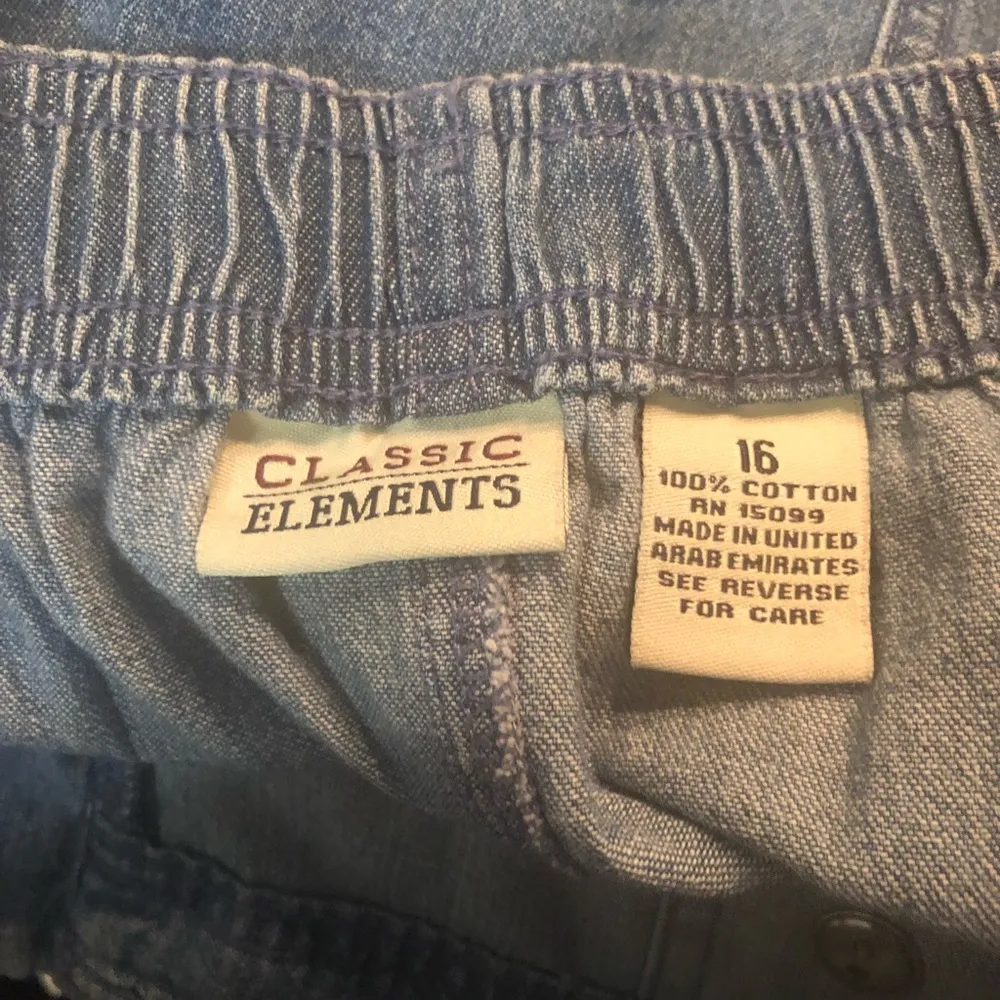 CLASSIC
ELEMENTS
16
100% COTTON
RN 15099
MADE IN UNITED
ARAB EMIRATES
SEE REVERSE
FOR CARE